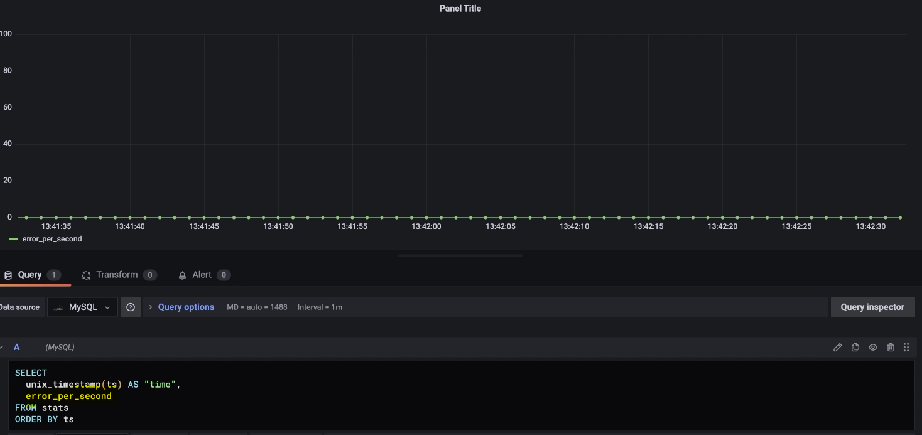 Panel Title
100
80
60
40
20
0
13:41:35 13:41:40 13:41:45 13:41:50 13:41:55 13:42:00 13:42:05 13:42:10 13:42:15 13:42:20 13:42:25 13:42:30
error_per_second
Query 1 Transform 0 Alert 0
Data source MySQL Query options MD = auto = 1468 Interval = 1m Query inspector
A (MySQL)
SELECT
unix_timestamp(ts) AS "time",
error_per_second
FROM stats
ORDER BY ts